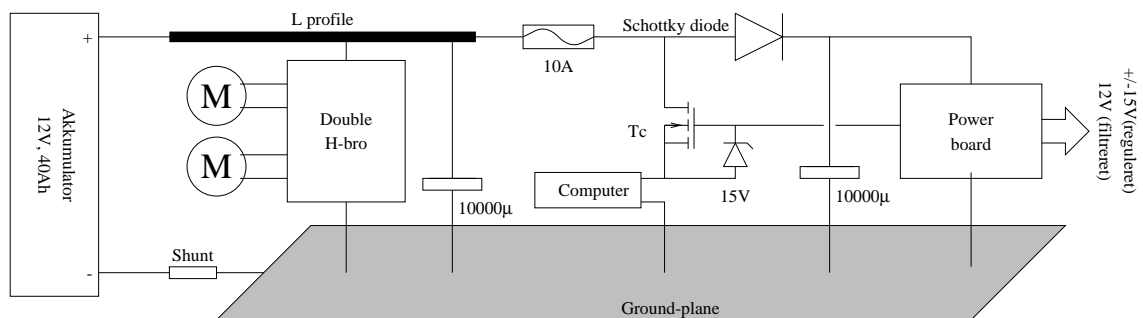 L profile
Schottky diode
+
10A
Akkumulator
12V, 40Ah
M
M
Double
H-bro
Tc
Power
board
+/-15V(reguleret)
12V (filtreret)
Computer
15V
10000µ
10000µ
Shunt
-
Ground-plane